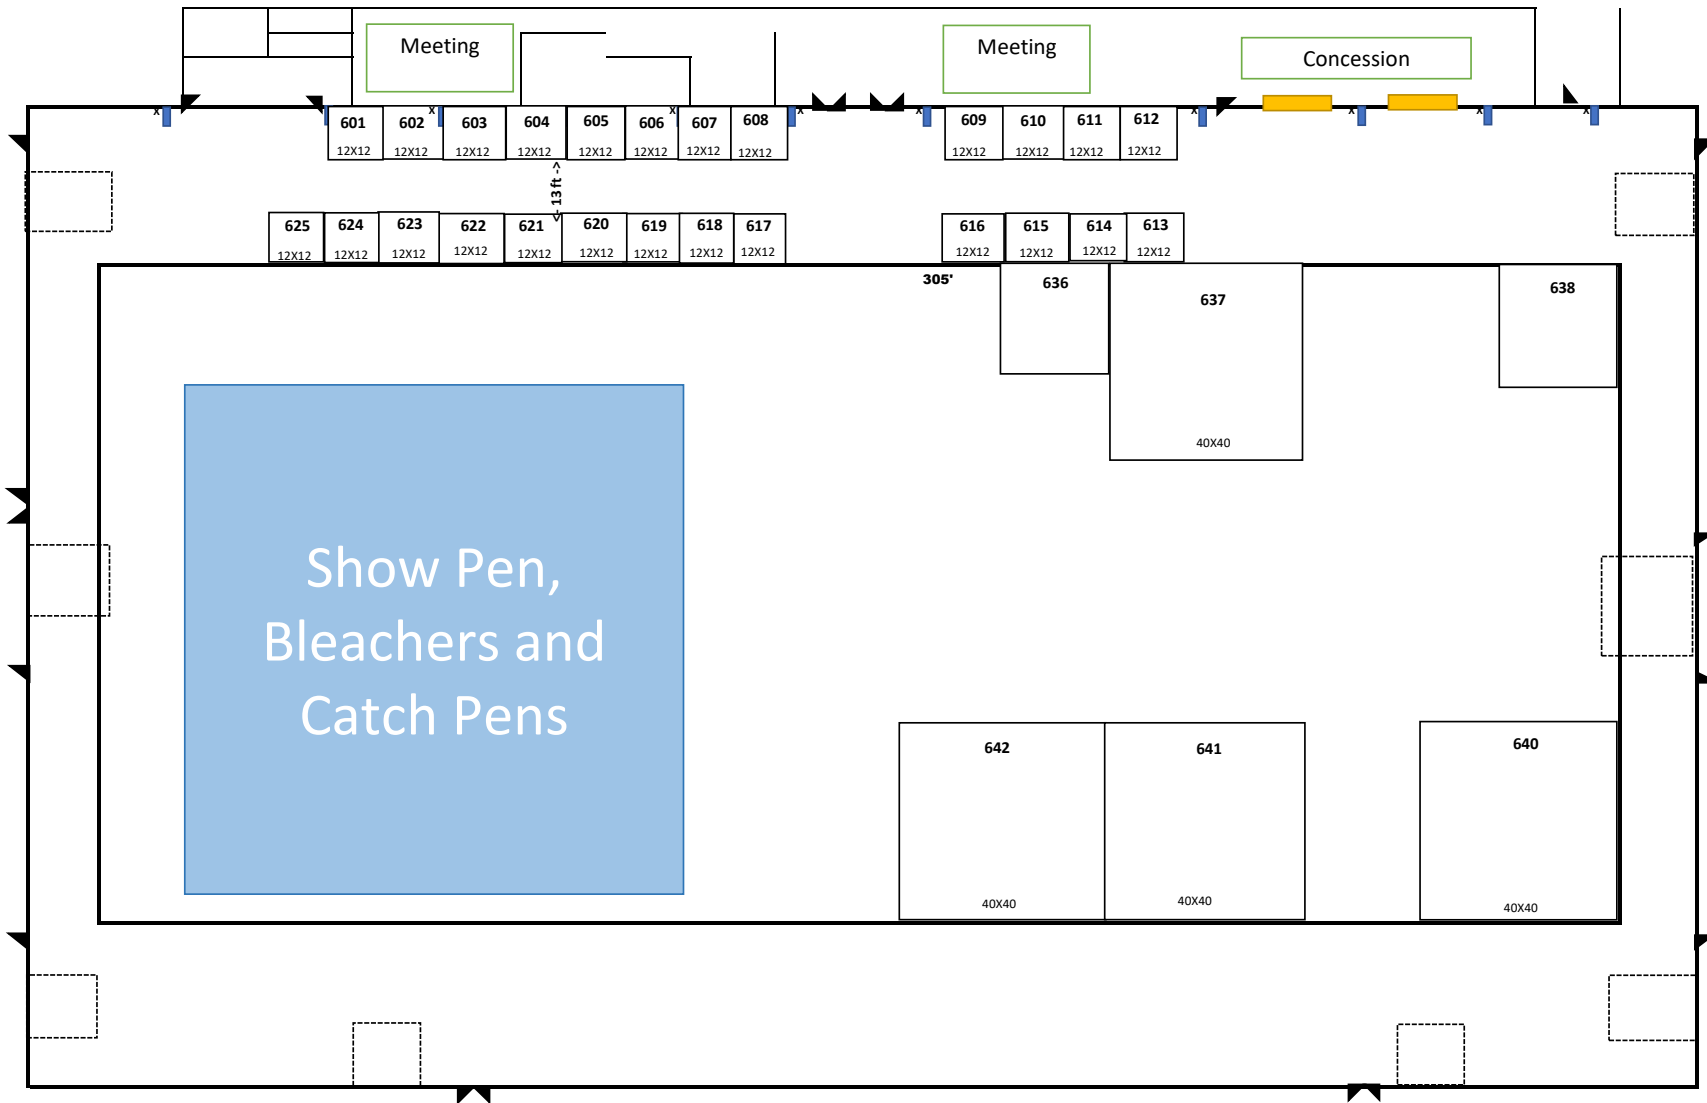 Meeting
Meeting
Concession
x x x x x x x x x
601 602 603 604 605 606 607 608 609 610 611 612
12X12 12X12 12X12 12X12 12X12 12X12 12X12 12X12 12X12 12X12 12X12 12X12
<- 13 ft ->
625 624 623 622 621 620 619 618 617 616 615 614 613
12X12 12X12 12X12 12X12 12X12 12X12 12X12 12X12 12X12 12X12 12X12 12X12 12X12
305'
636
637
638
40X40
Show Pen,
Bleachers and
Catch Pens
642 641 640
40X40 40X40 40X40